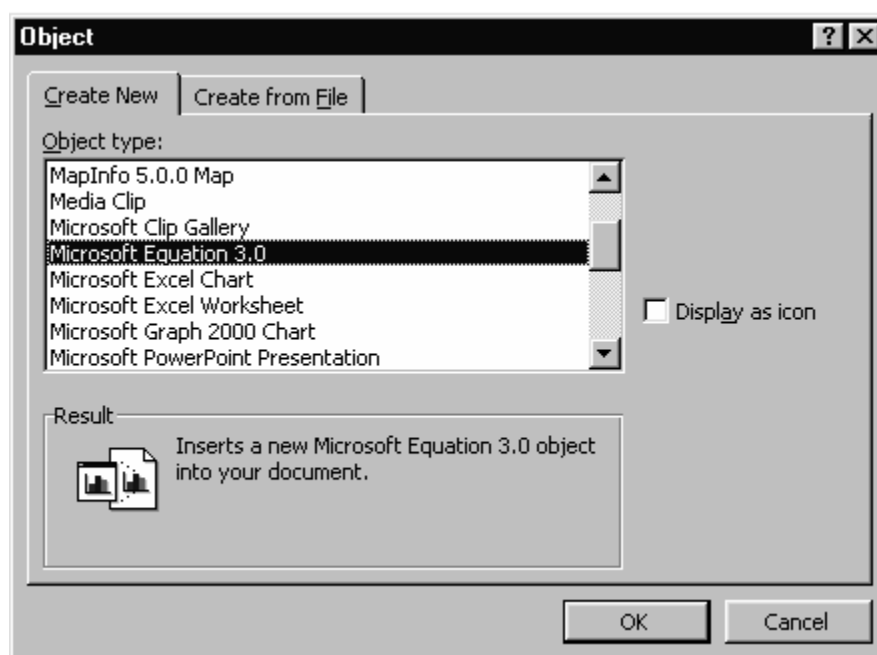 Object
Create New
Create from File
Object type:
MapInfo 5.0.0 Map
Media Clip
Microsoft Clip Gallery
Microsoft Equation 3.0
Microsoft Excel Chart
Microsoft Excel Worksheet
Microsoft Graph 2000 Chart
Microsoft PowerPoint Presentation
Display as icon
Result
Inserts a new Microsoft Equation 3.0 object
into your document.
OK
Cancel